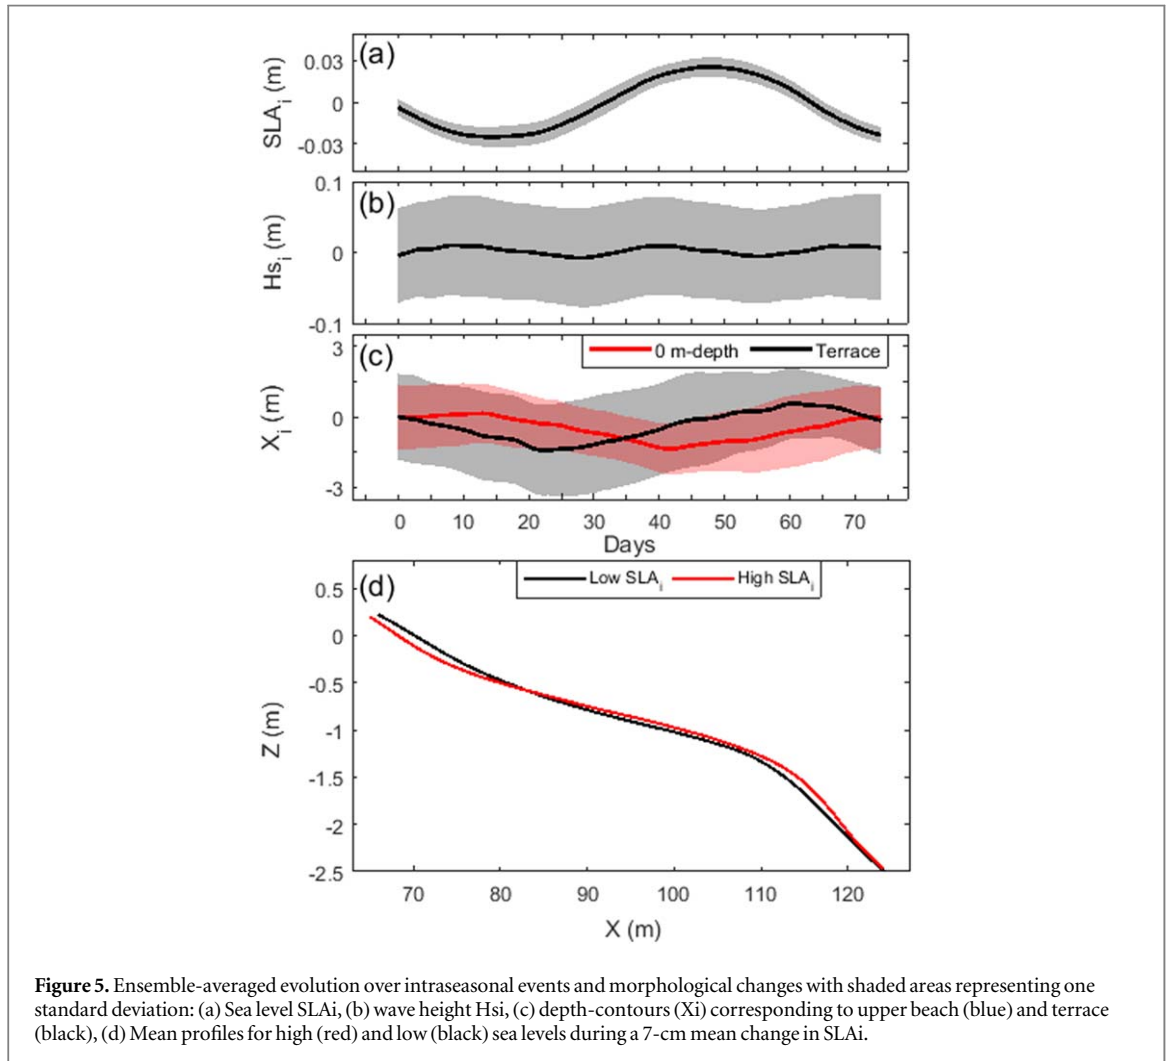 (a)
SLAi (m)
0.03
0
-0.03
(b)
Hsi (m)
0.1
0
-0.1
(c)
0 m-depth
Terrace
Xi (m)
3
0
-3
0 10 20 30 40 50 60 70
Days
(d)
Low SLAi
High SLAi
Z (m)
0.5
0
-0.5
-1
-1.5
-2
-2.5
70 80 90 100 110 120
X (m)
Figure 5. Ensemble-averaged evolution over intraseasonal events and morphological changes with shaded areas representing one
standard deviation: (a) Sea level SLAi, (b) wave height Hsi, (c) depth-contours (Xi) corresponding to upper beach (blue) and terrace
(black), (d) Mean profiles for high (red) and low (black) sea levels during a 7-cm mean change in SLAi.